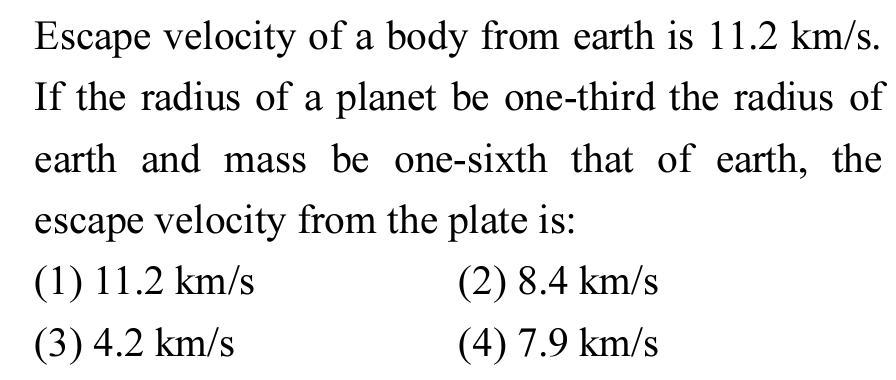 Escape velocity of a body from earth is 11.2 km/s.
If the radius of a planet be one-third the radius of
earth and mass be one-sixth that of earth, the
escape velocity from the plate is:
(1) 11.2 km/s (2) 8.4 km/s
(3) 4.2 km/s (4) 7.9 km/s